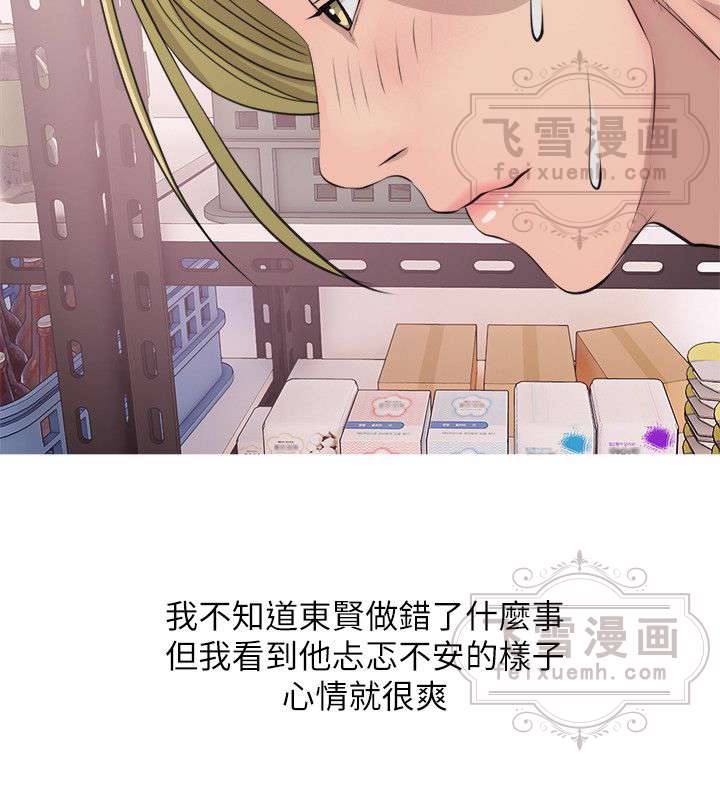 飞雪漫画
feixuemh.com
我不知道東賢做錯了什麼事
但我看到他忐忑不安的樣子
心情就很爽
飞雪漫画
feixuemh.com